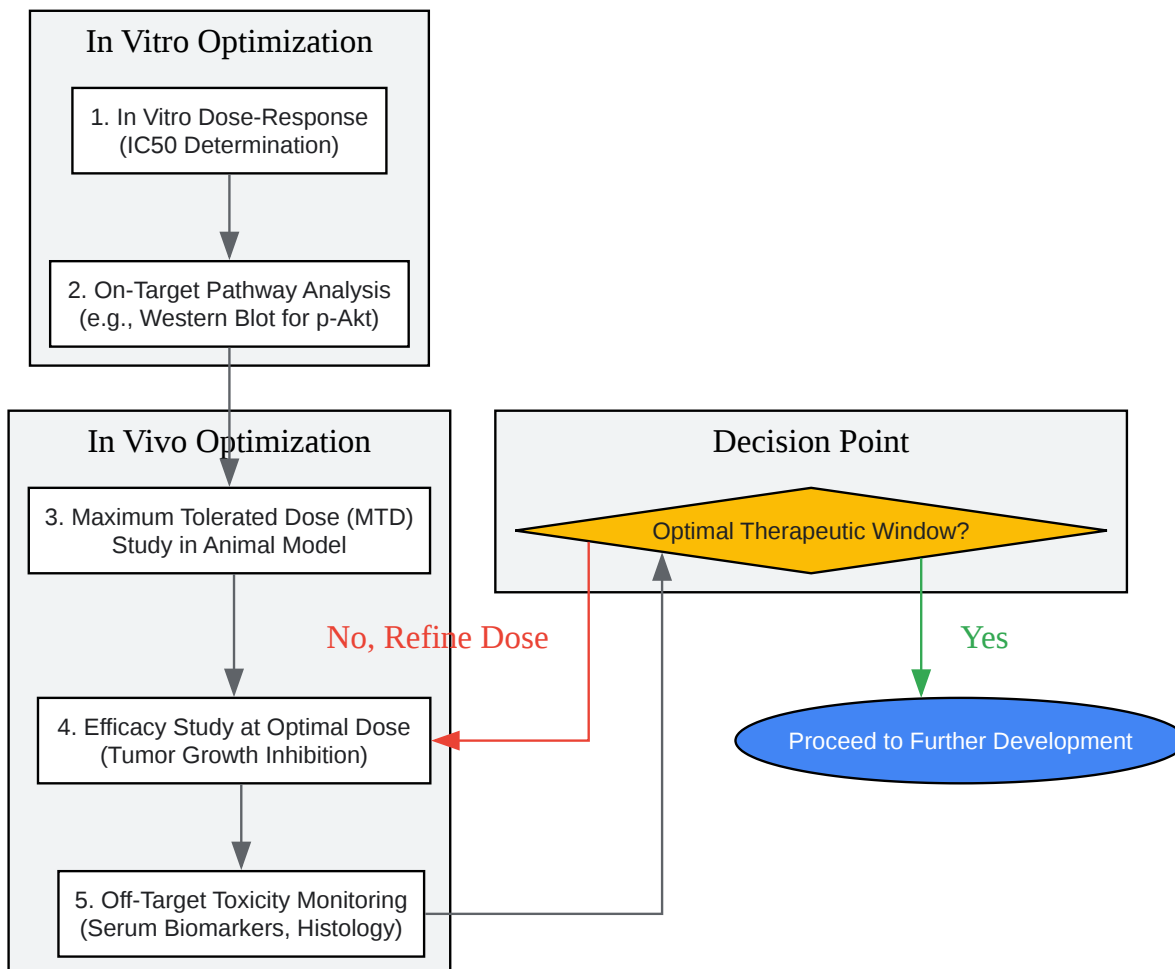 In Vitro Optimization
1. In Vitro Dose-Response
(IC50 Determination)
2. On-Target Pathway Analysis
(e.g., Western Blot for p-Akt)
In Vivo Optimization
3. Maximum Tolerated Dose (MTD)
Study in Animal Model
4. Efficacy Study at Optimal Dose
(Tumor Growth Inhibition)
5. Off-Target Toxicity Monitoring
(Serum Biomarkers, Histology)
Decision Point
Optimal Therapeutic Window?
No, Refine Dose
Yes
Proceed to Further Development